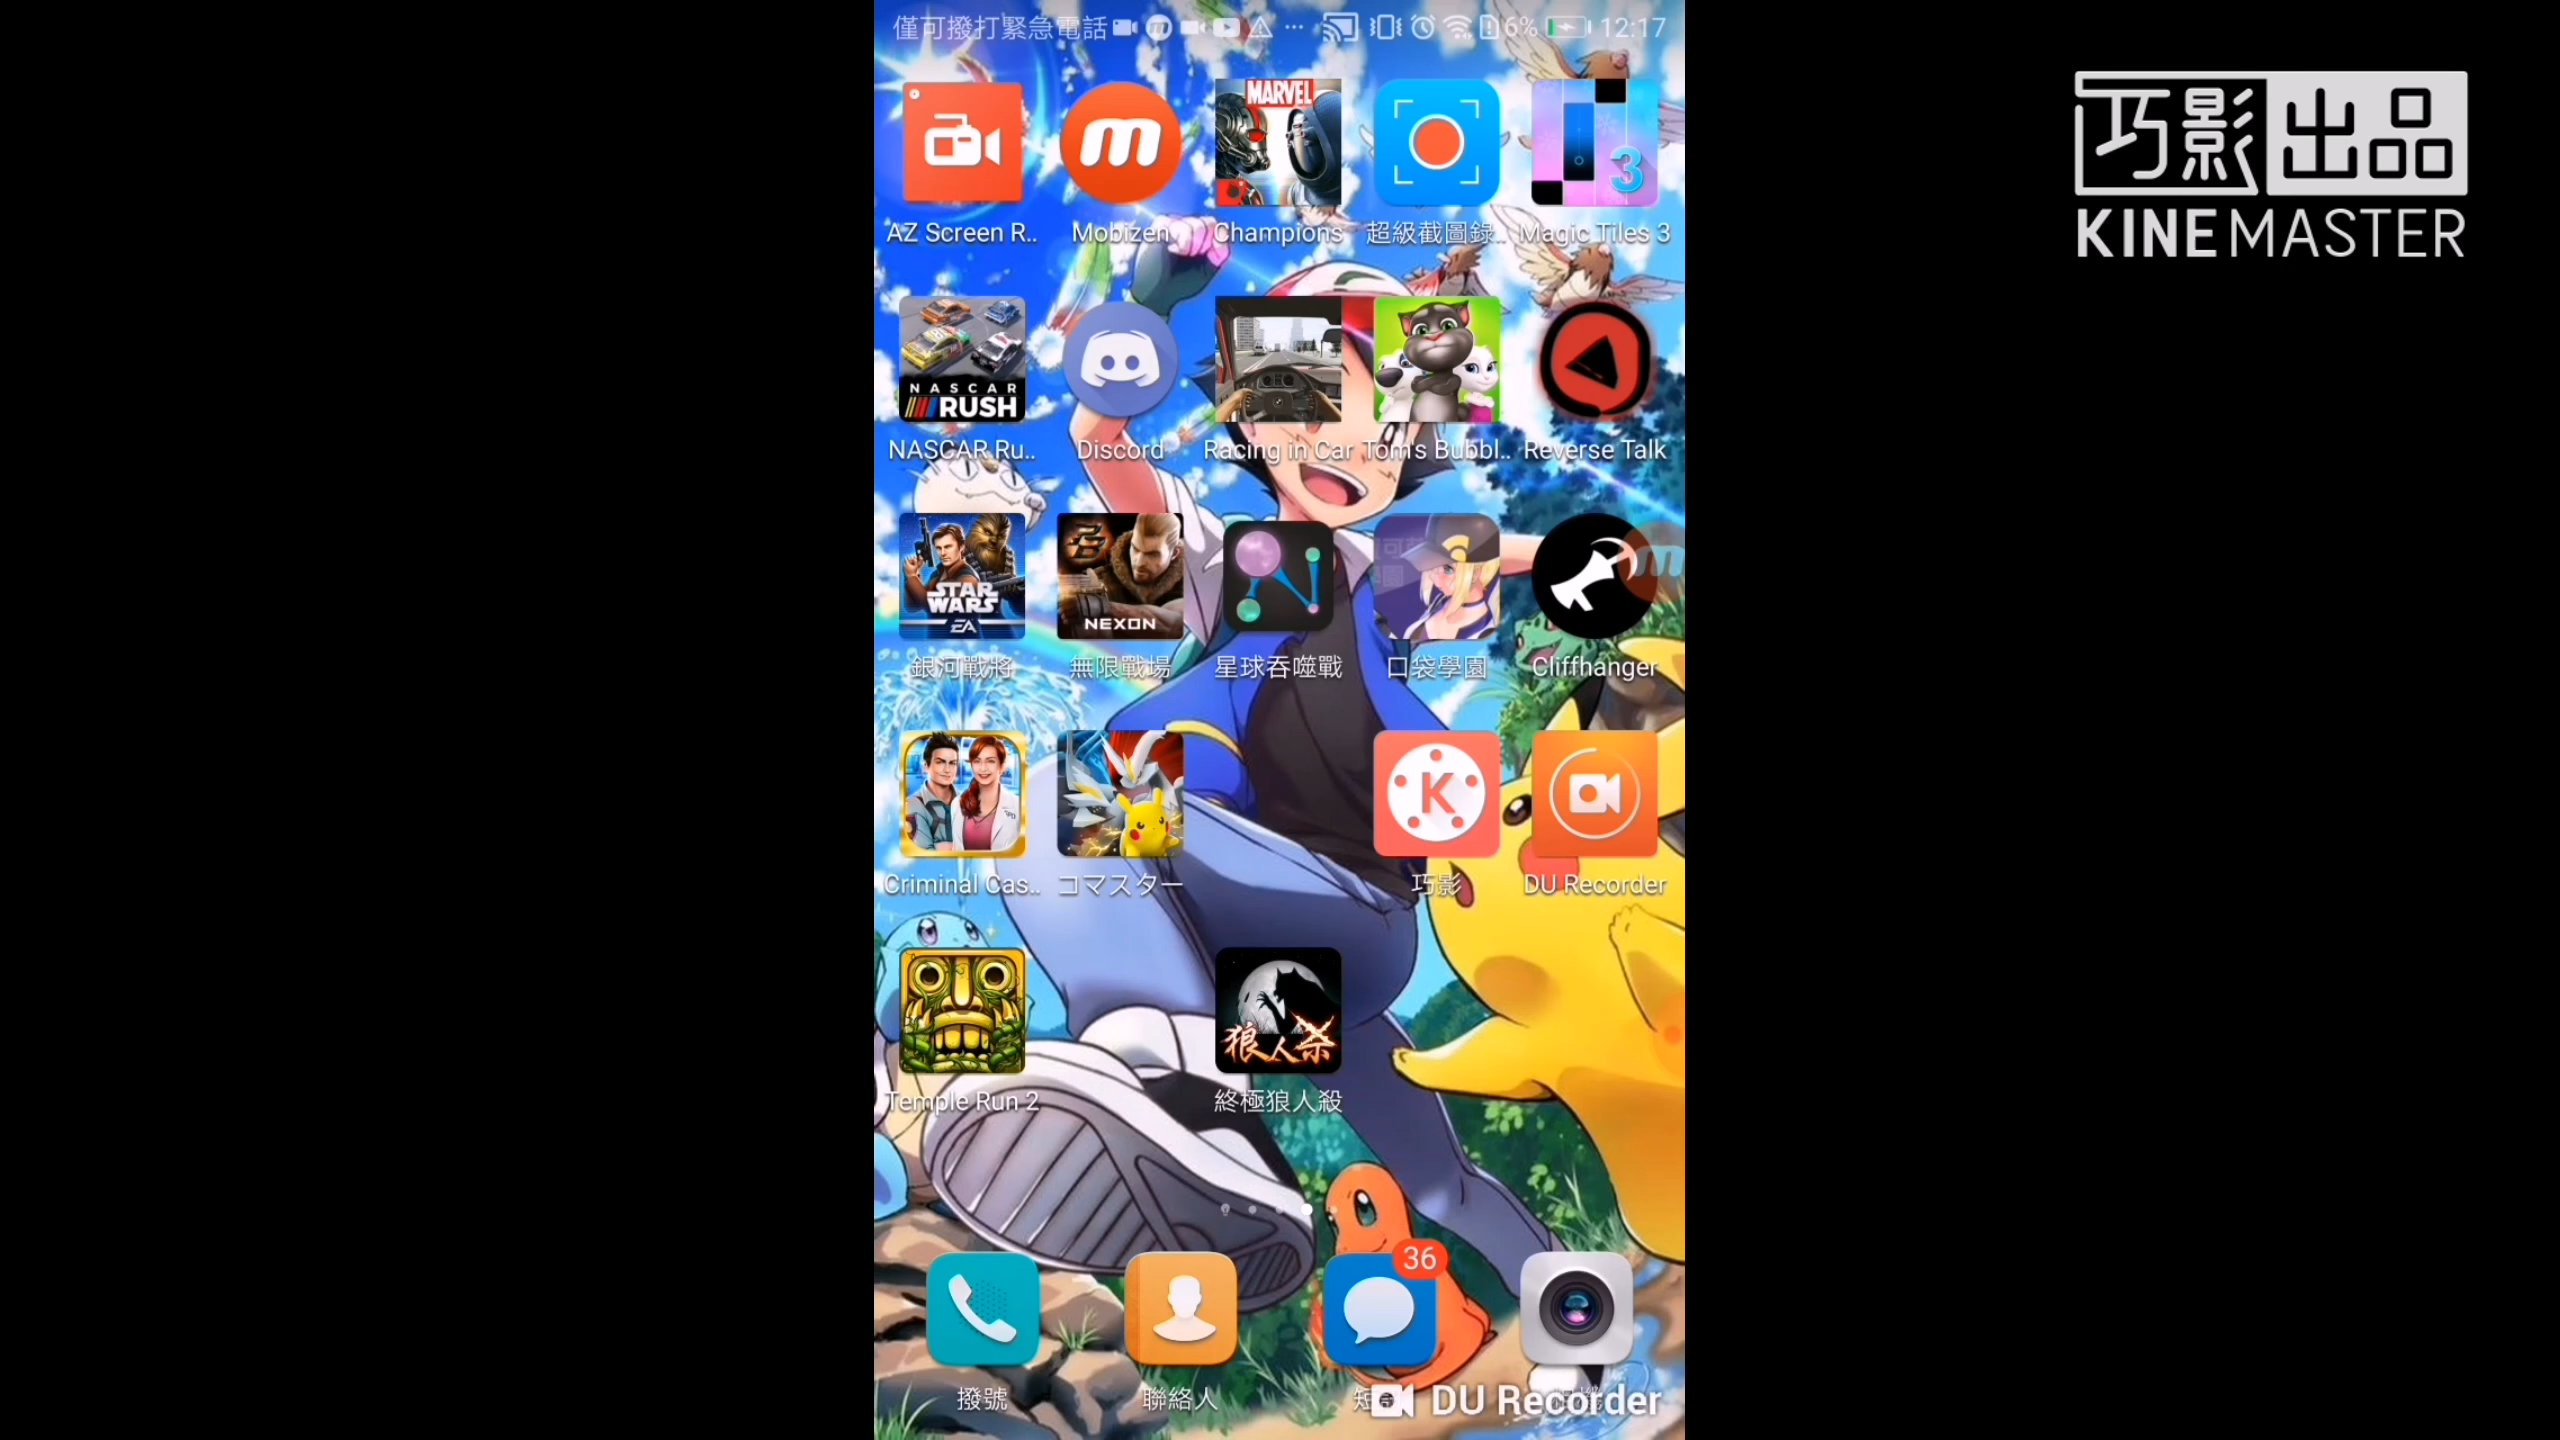 僅可撥打緊急電話 6% 12:17
巧影出品
KINEMASTER
MARVEL
3
AZ Screen R.. Mobizen Champions 超級截圖錄.. Magic Tiles 3
NASCAR
RUSH
NASCAR Ru.. Discord Racing in Car Tom's Bubbl.. Reverse Talk
STAR
WARS
EA
NEXON
銀河戰將 無限戰場 星球吞噬戰 口袋學園 Cliffhanger
K
Criminal Cas.. コマスター 巧影 DU Recorder
狼人杀
Temple Run 2 終極狼人殺
36
撥號 聯絡人 短
DU Recorder